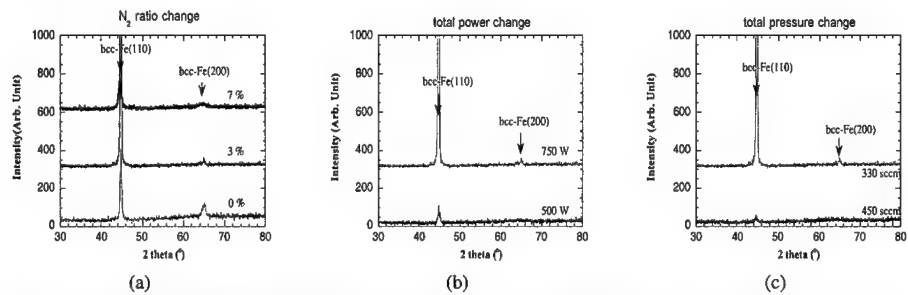 N2 ratio change
1000
800
600
400
200
0
Intensity(Arb. Unit)
bcc-Fe(110)
bcc-Fe(200)
7 %
3 %
0 %
30 40 50 60 70 80
2 theta (°)
(a)
total power change
1000
800
600
400
200
0
Intensity (Arb. Unit)
bcc-Fe(110)
bcc-Fe(200)
750 W
500 W
30 40 50 60 70 80
2 theta (°)
(b)
total pressure change
1000
800
600
400
200
0
Intensity (Arb. Unit)
bcc-Fe(110)
bcc-Fe(200)
330 sccm
450 sccm
30 40 50 60 70 80
2 theta (°)
(c)